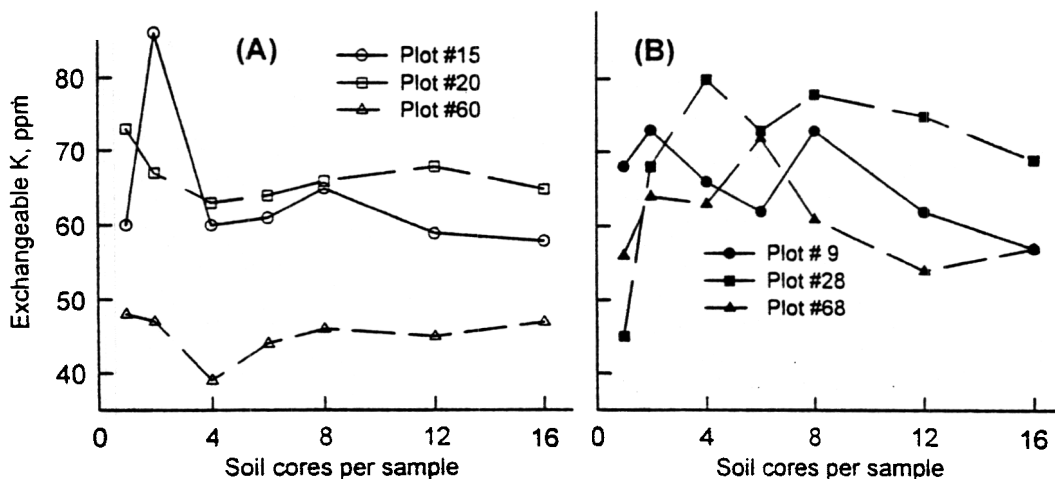 (A)
Plot #15
Plot #20
Plot #60
Exchangeable K, ppm
80
70
60
50
40
0 4 8 12 16
Soil cores per sample
(B)
Plot # 9
Plot #28
Plot #68
0 4 8 12 16
Soil cores per sample